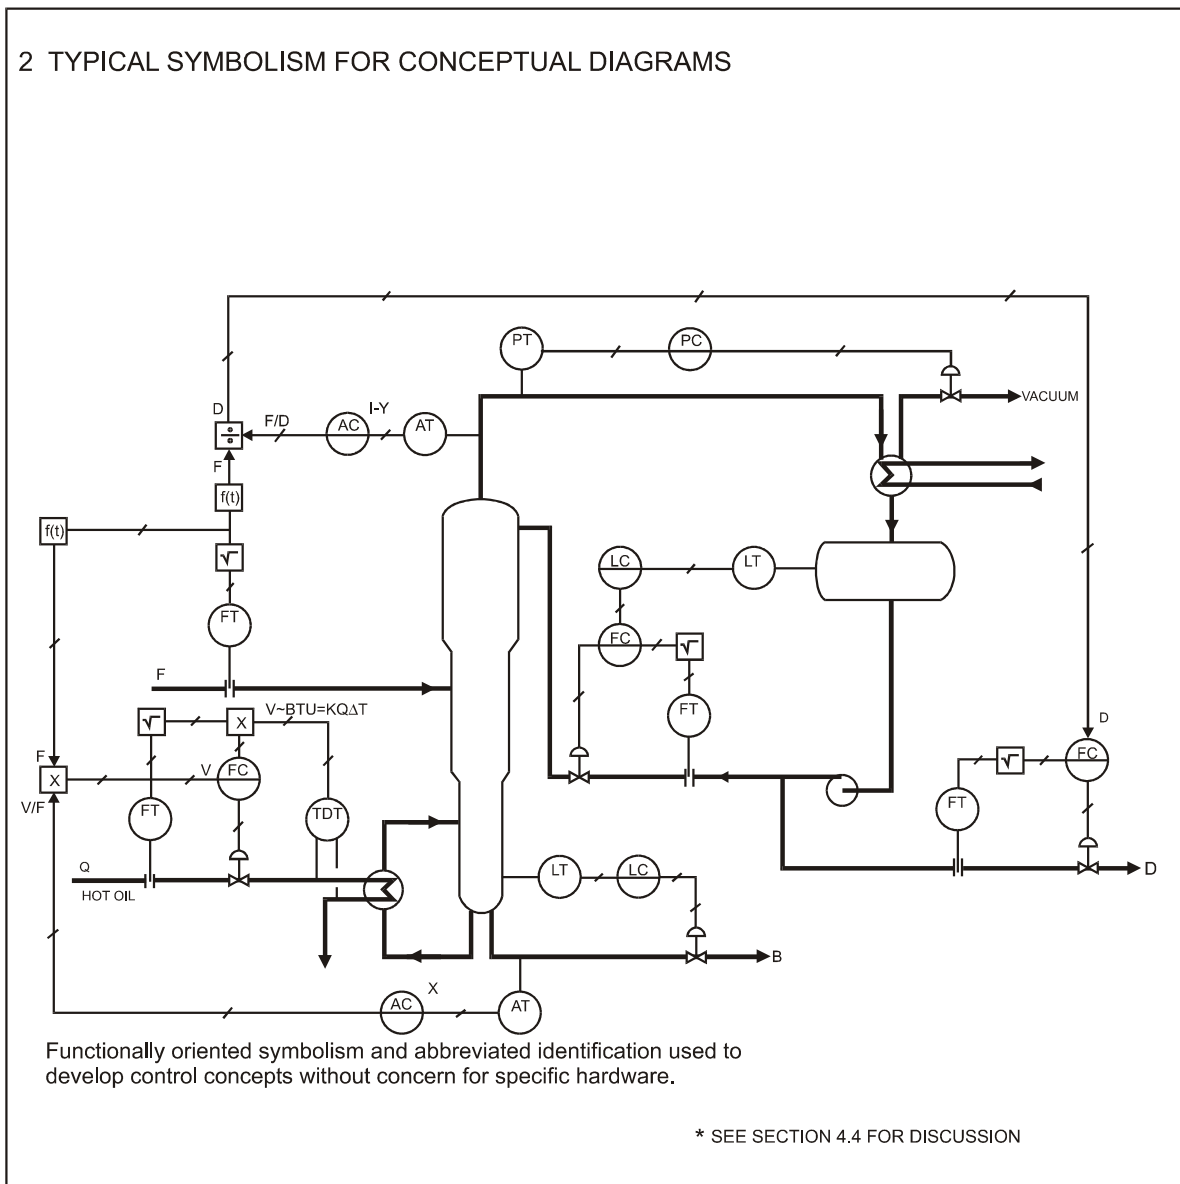 2 TYPICAL SYMBOLISM FOR CONCEPTUAL DIAGRAMS
PT
PC
VACUUM
D
F/D
AC
I-Y
AT
÷
F
f(t)
f(t)
√
LC
LT
FT
FC
√
F
V~BTU=KQΔT
FT
√
X
D
F
X
V
FC
√
FC
V/F
FT
TDT
FT
Q
HOT OIL
LT
LC
D
B
X
AC
AT
Functionally oriented symbolism and abbreviated identification used to
develop control concepts without concern for specific hardware.
* SEE SECTION 4.4 FOR DISCUSSION